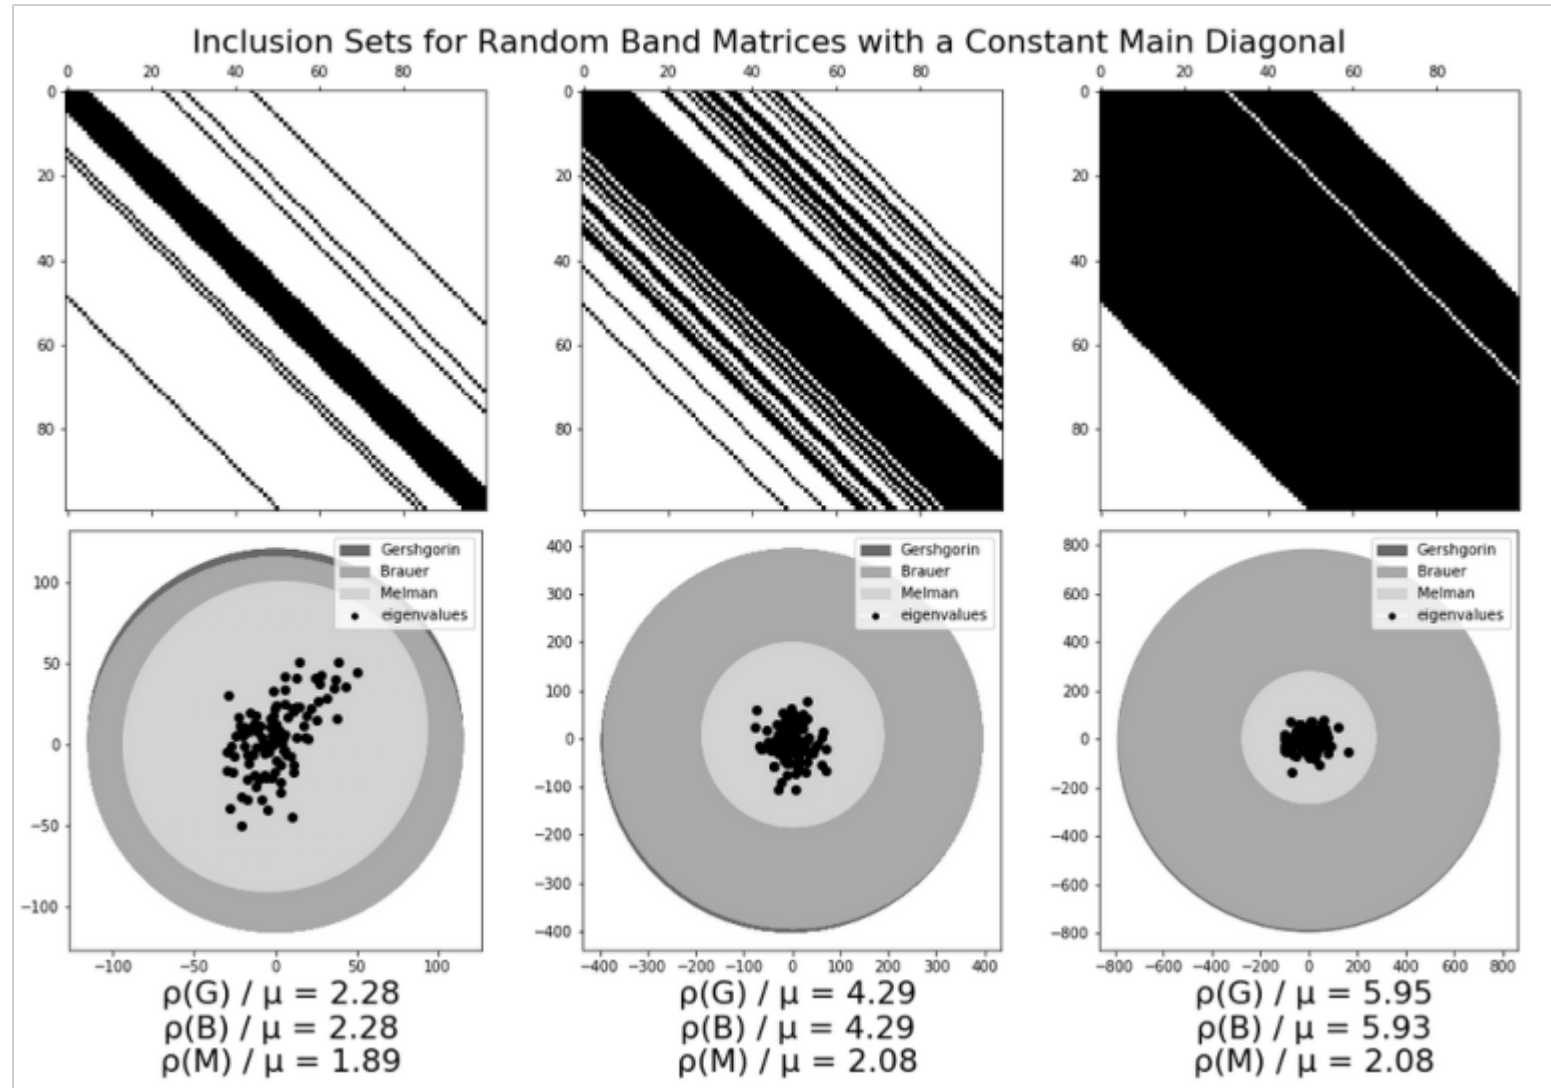 Inclusion Sets for Random Band Matrices with a Constant Main Diagonal
0 20 40 60 80
0
20
40
60
80
0 20 40 60 80
0
20
40
60
80
0 20 40 60 80
0
20
40
60
80
100
50
0
−50
−100
−100 −50 0 50 100
Gershgorin
Brauer
Melman
eigenvalues
400
300
200
100
0
−100
−200
−300
−400
−400 −300 −200 −100 0 100 200 300 400
Gershgorin
Brauer
Melman
eigenvalues
800
600
400
200
0
−200
−400
−600
−800
−800 −600 −400 −200 0 200 400 600 800
Gershgorin
Brauer
Melman
eigenvalues
ρ(G) / μ = 2.28
ρ(B) / μ = 2.28
ρ(M) / μ = 1.89
ρ(G) / μ = 4.29
ρ(B) / μ = 4.29
ρ(M) / μ = 2.08
ρ(G) / μ = 5.95
ρ(B) / μ = 5.93
ρ(M) / μ = 2.08